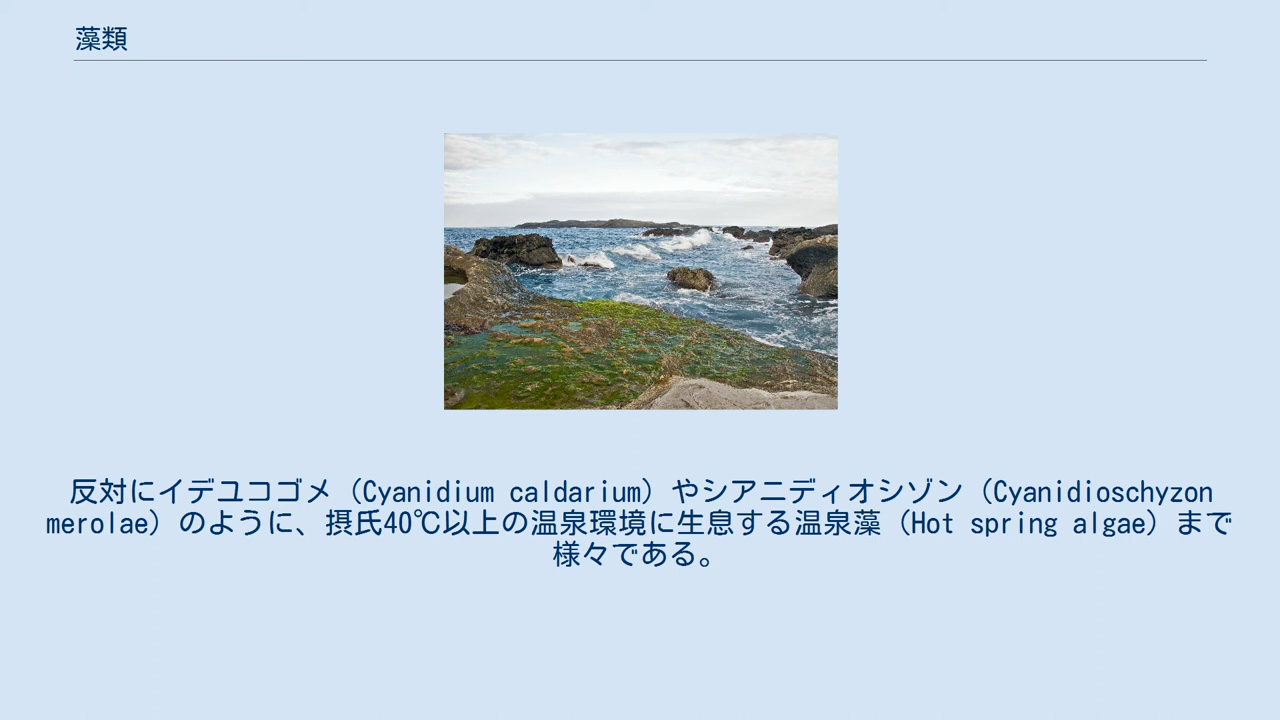 藻類
反対にイデユコゴメ（Cyanidium caldarium）やシアニディオシゾン（Cyanidioschyzon
merolae）のように、摂氏40℃以上の温泉環境に生息する温泉藻（Hot spring algae）まで
様々である。